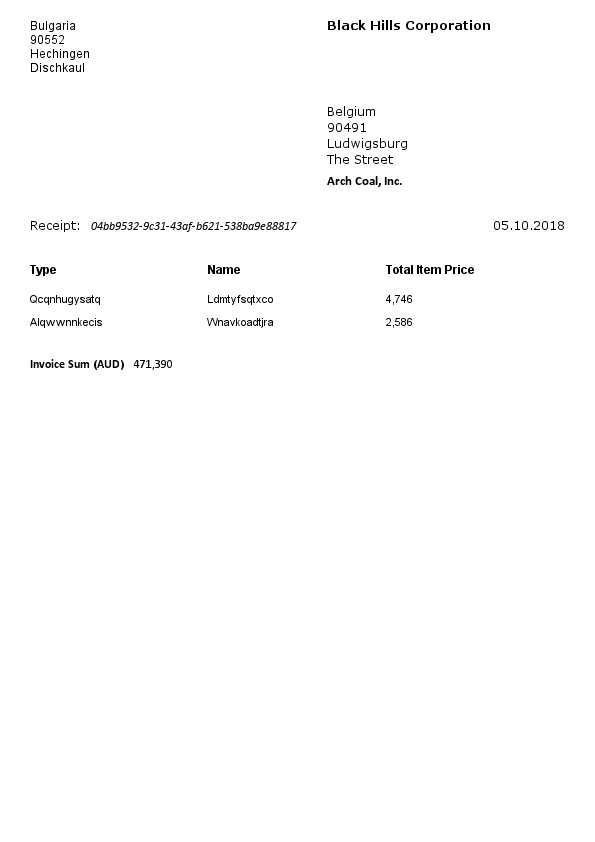 Bulgaria
90552
Hechingen
Dischkaul
Black Hills Corporation
Belgium
90491
Ludwigsburg
The Street
Arch Coal, Inc.
Receipt: 04bb9532-9c31-43af-b621-538ba9e88817 05.10.2018
Type Name Total Item Price
Qcqnhugysatq Ldmtyfsqtxco 4,746
Alqwwnnkecis Wnavkoadtjra 2,586
Invoice Sum (AUD) 471,390